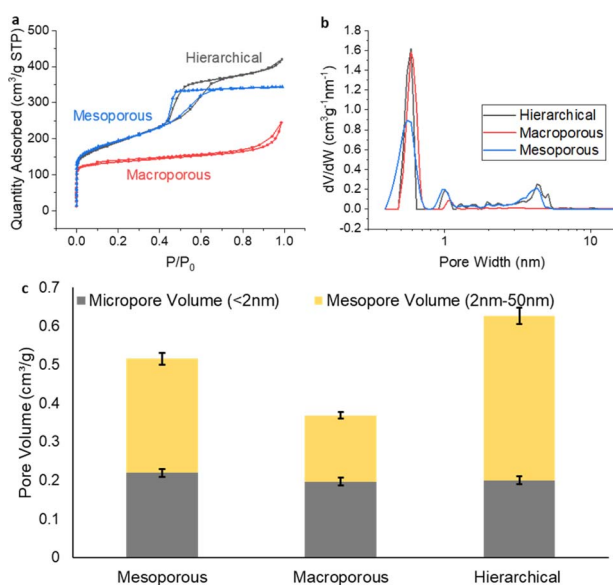 a
Quantity Adsorbed (cm³/g STP)
500
400
300
200
100
0
Hierarchical
Mesoporous
Macroporous
0.0 0.2 0.4 0.6 0.8 1.0
P/P₀
b
dV/dW (cm³g⁻¹nm⁻¹)
1.8
1.6
1.4
1.2
1.0
0.8
0.6
0.4
0.2
0.0
-0.2
Hierarchical
Macroporous
Mesoporous
1 10
Pore Width (nm)
c
Micropore Volume (<2nm) Mesopore Volume (2nm-50nm)
Pore Volume (cm³/g)
0.7
0.6
0.5
0.4
0.3
0.2
0.1
0
Mesoporous Macroporous Hierarchical